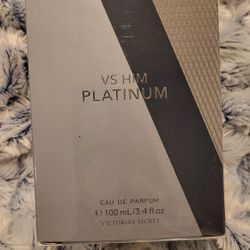 VS HIM
PLATINUM
EAU DE PARFUM
℮ 100 mL/3.4 fl oz
VICTORIA'S SECRET